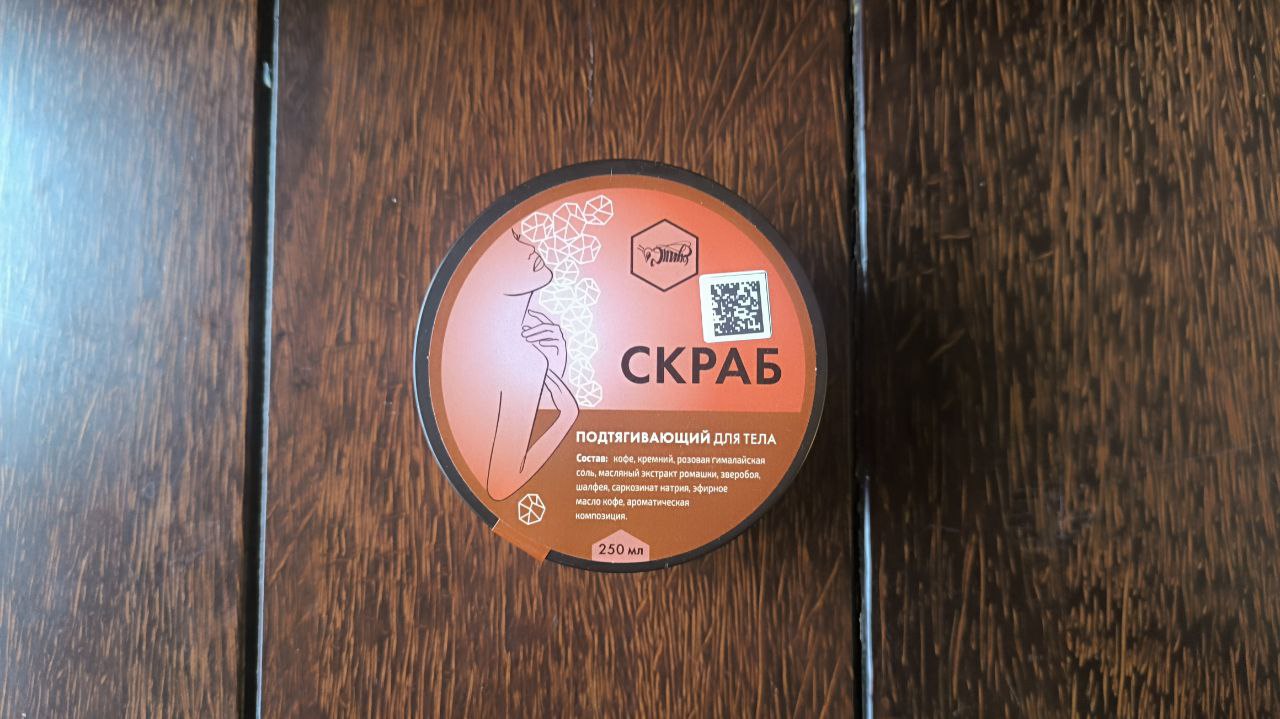 СКРАБ
ПОДТЯГИВАЮЩИЙ ДЛЯ ТЕЛА
Состав: кофе, кремний, розовая гималайская
соль, масляный экстракт ромашки, зверобоя,
шалфея, саркозинат натрия, эфирное
масло кофе, ароматическая
композиция.
250 мл